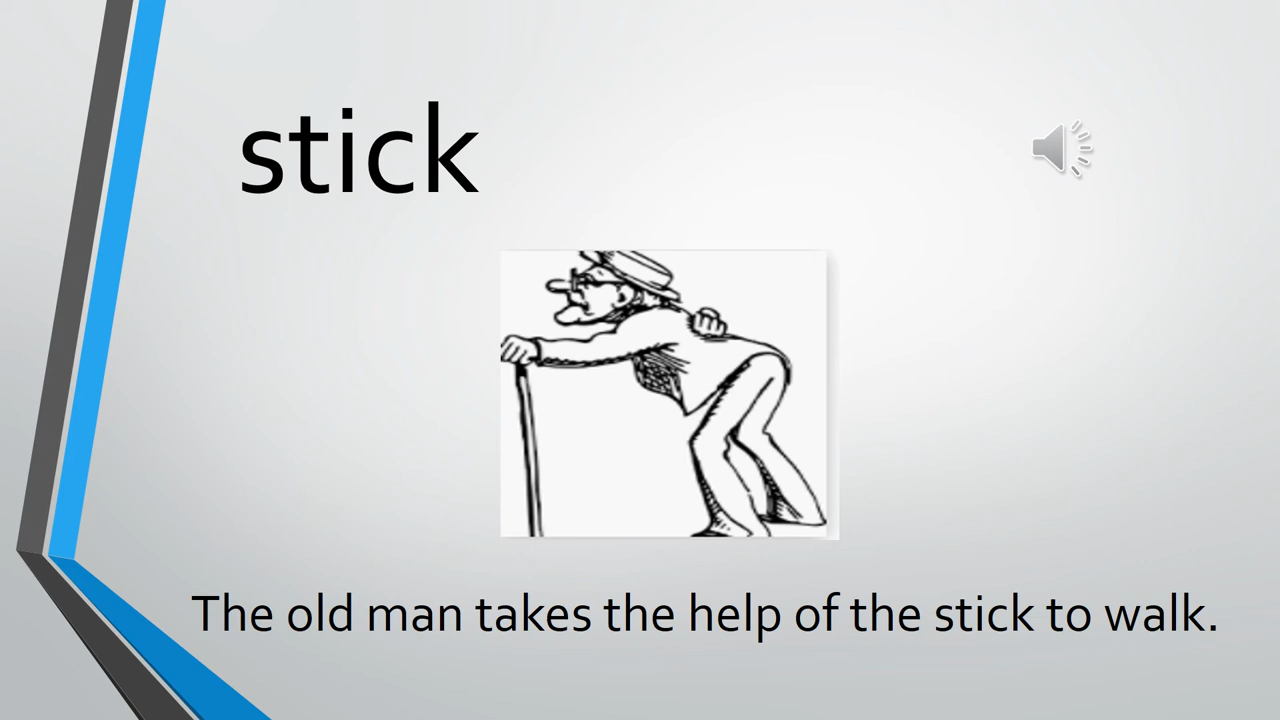 stick
The old man takes the help of the stick to walk.